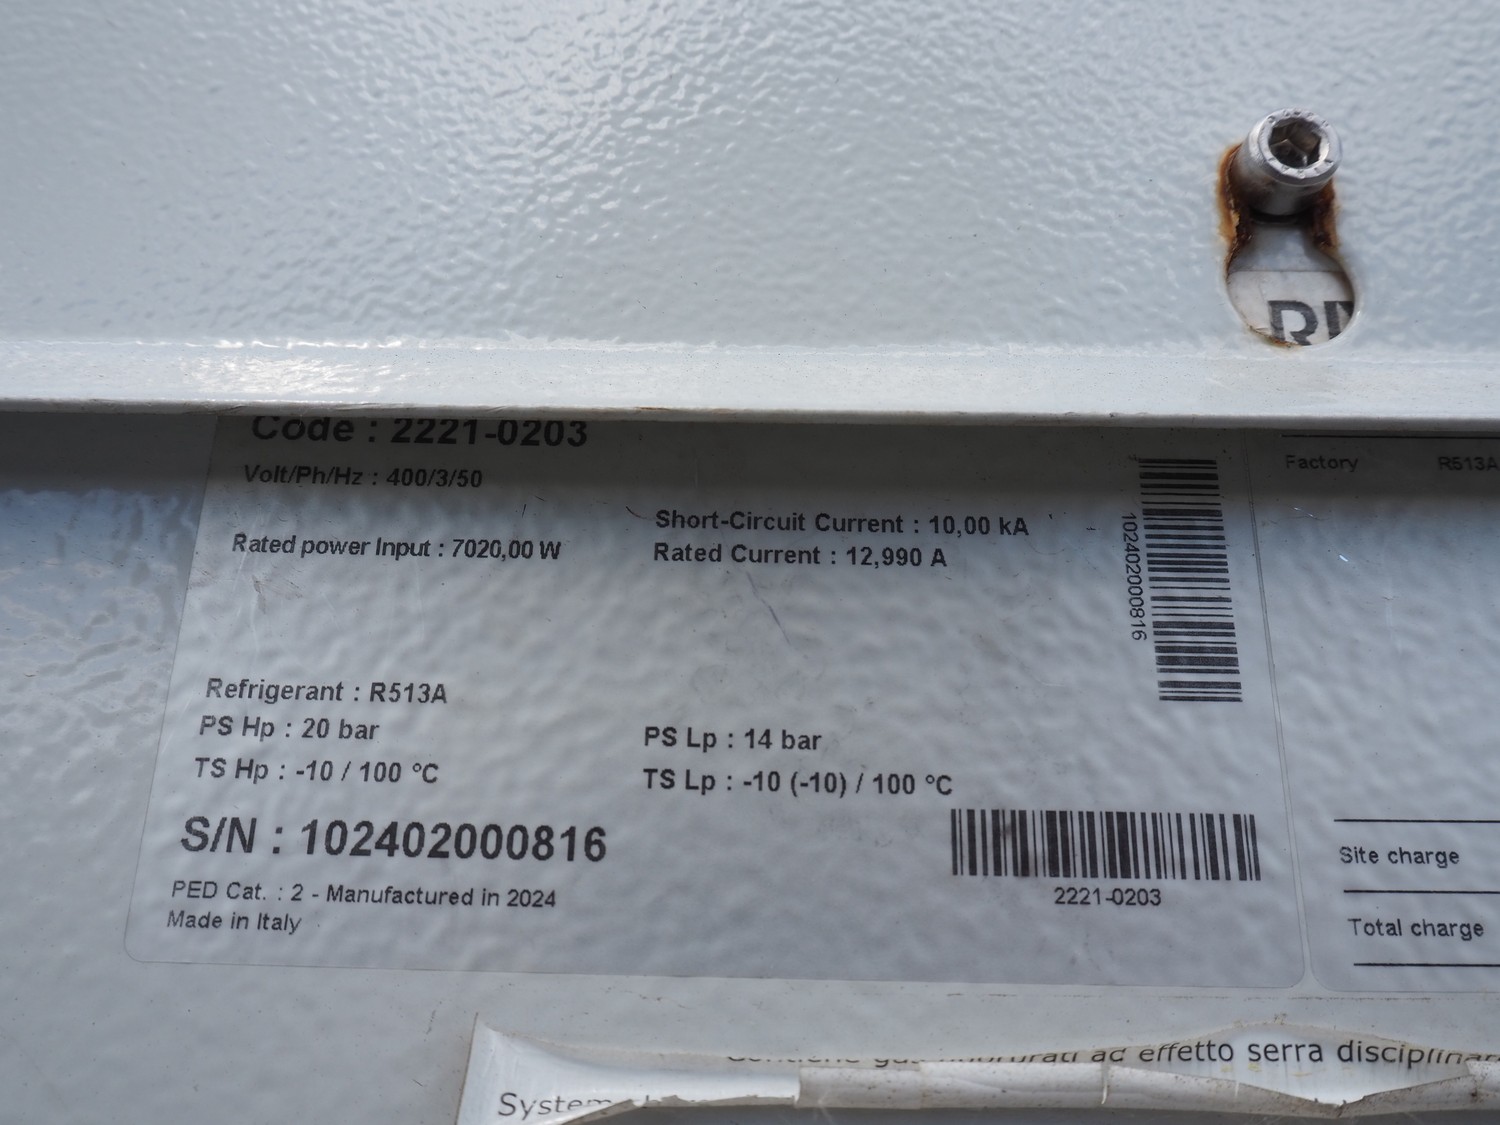 RI
Code : 2221-0203
Volt/Ph/Hz : 400/3/50
Short-Circuit Current : 10,00 kA
Rated power Input : 7020,00 W
Rated Current : 12,990 A
102402000816
Refrigerant : R513A
PS Hp : 20 bar
PS Lp : 14 bar
TS Hp : -10 / 100 °C
TS Lp : -10 (-10) / 100 °C
S/N : 102402000816
2221-0203
PED Cat. : 2 - Manufactured in 2024
Made in Italy
Factory R513A
Site charge
Total charge
ad effetto serra
System